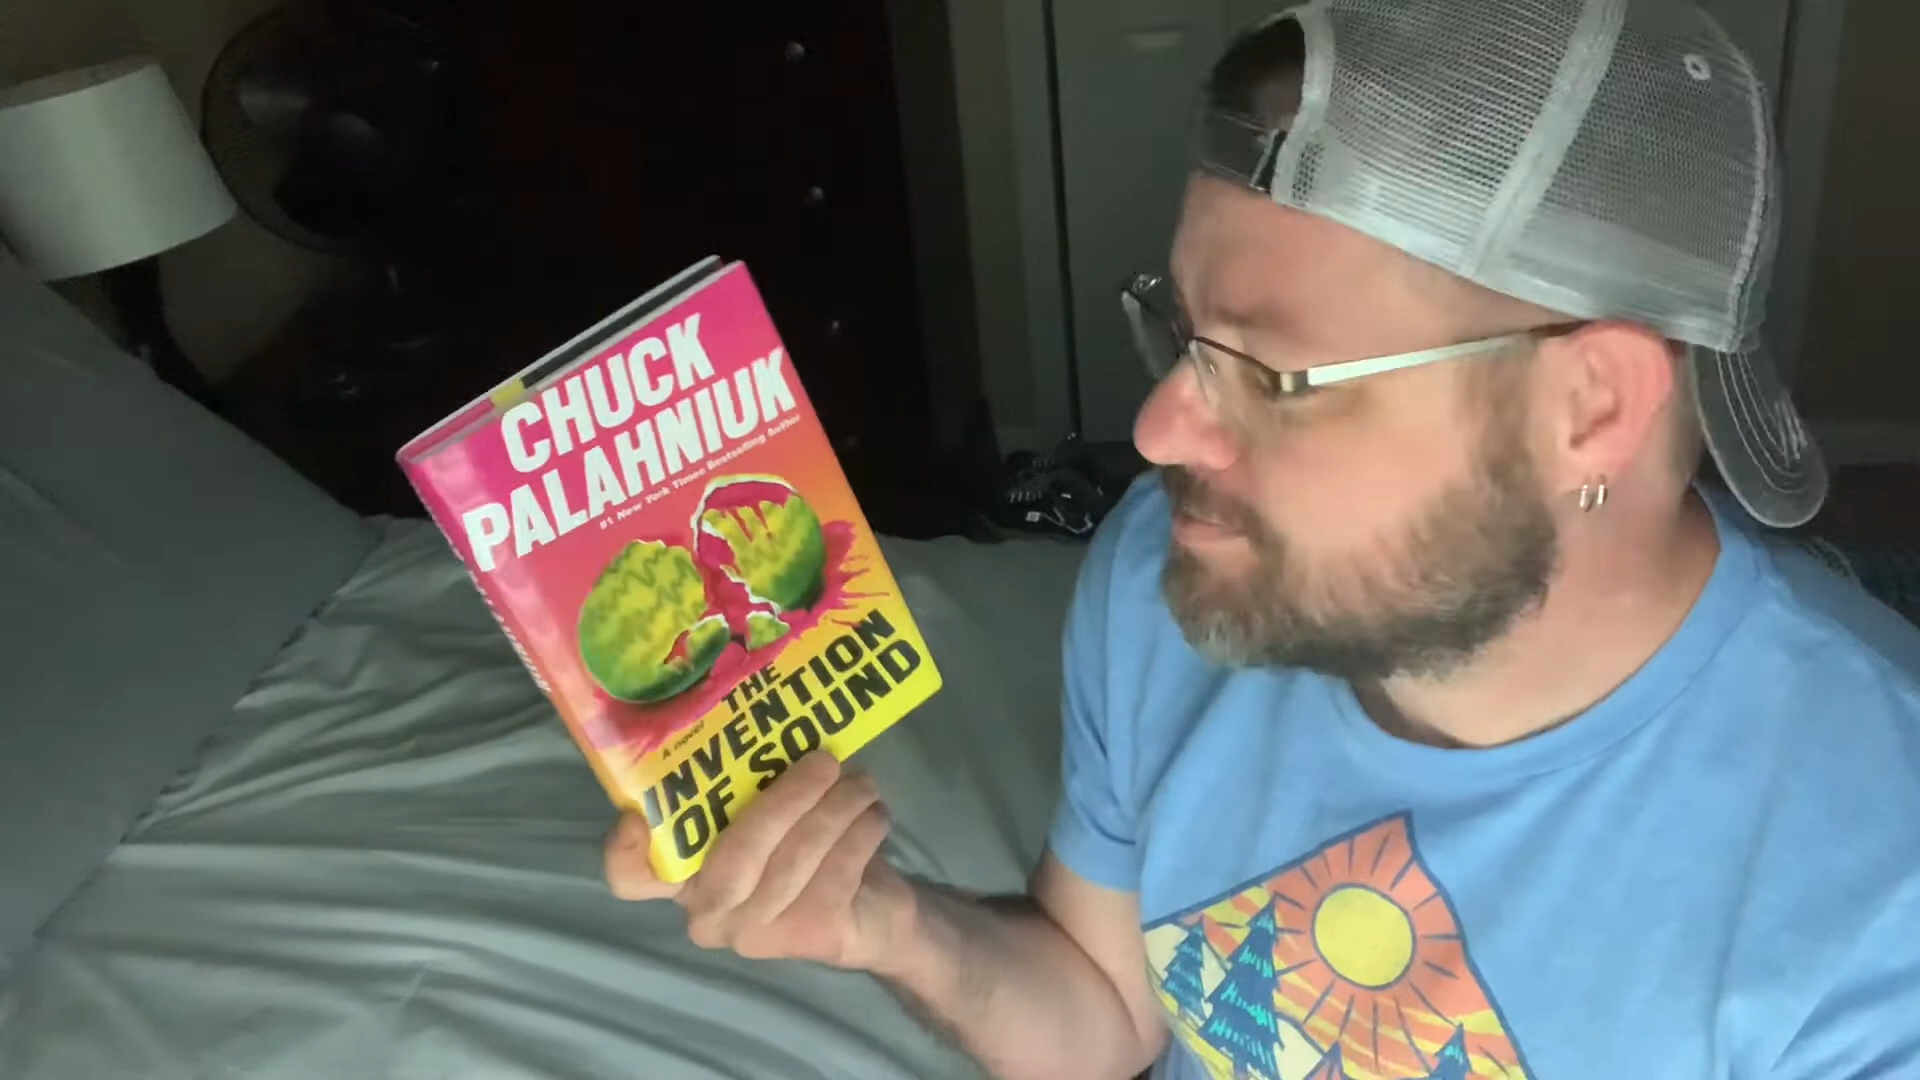 CHUCK
PALAHNIUK
#1 New York Times Bestselling Author
A novel
THE
INVENTION
OF SOUND